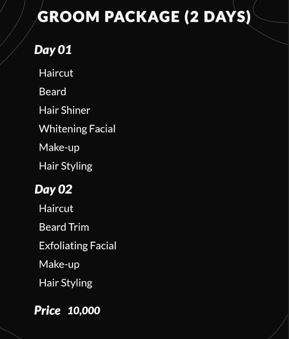 GROOM PACKAGE (2 DAYS)
Day 01
Haircut
Beard
Hair Shiner
Whitening Facial
Make-up
Hair Styling
Day 02
Haircut
Beard Trim
Exfoliating Facial
Make-up
Hair Styling
Price 10,000